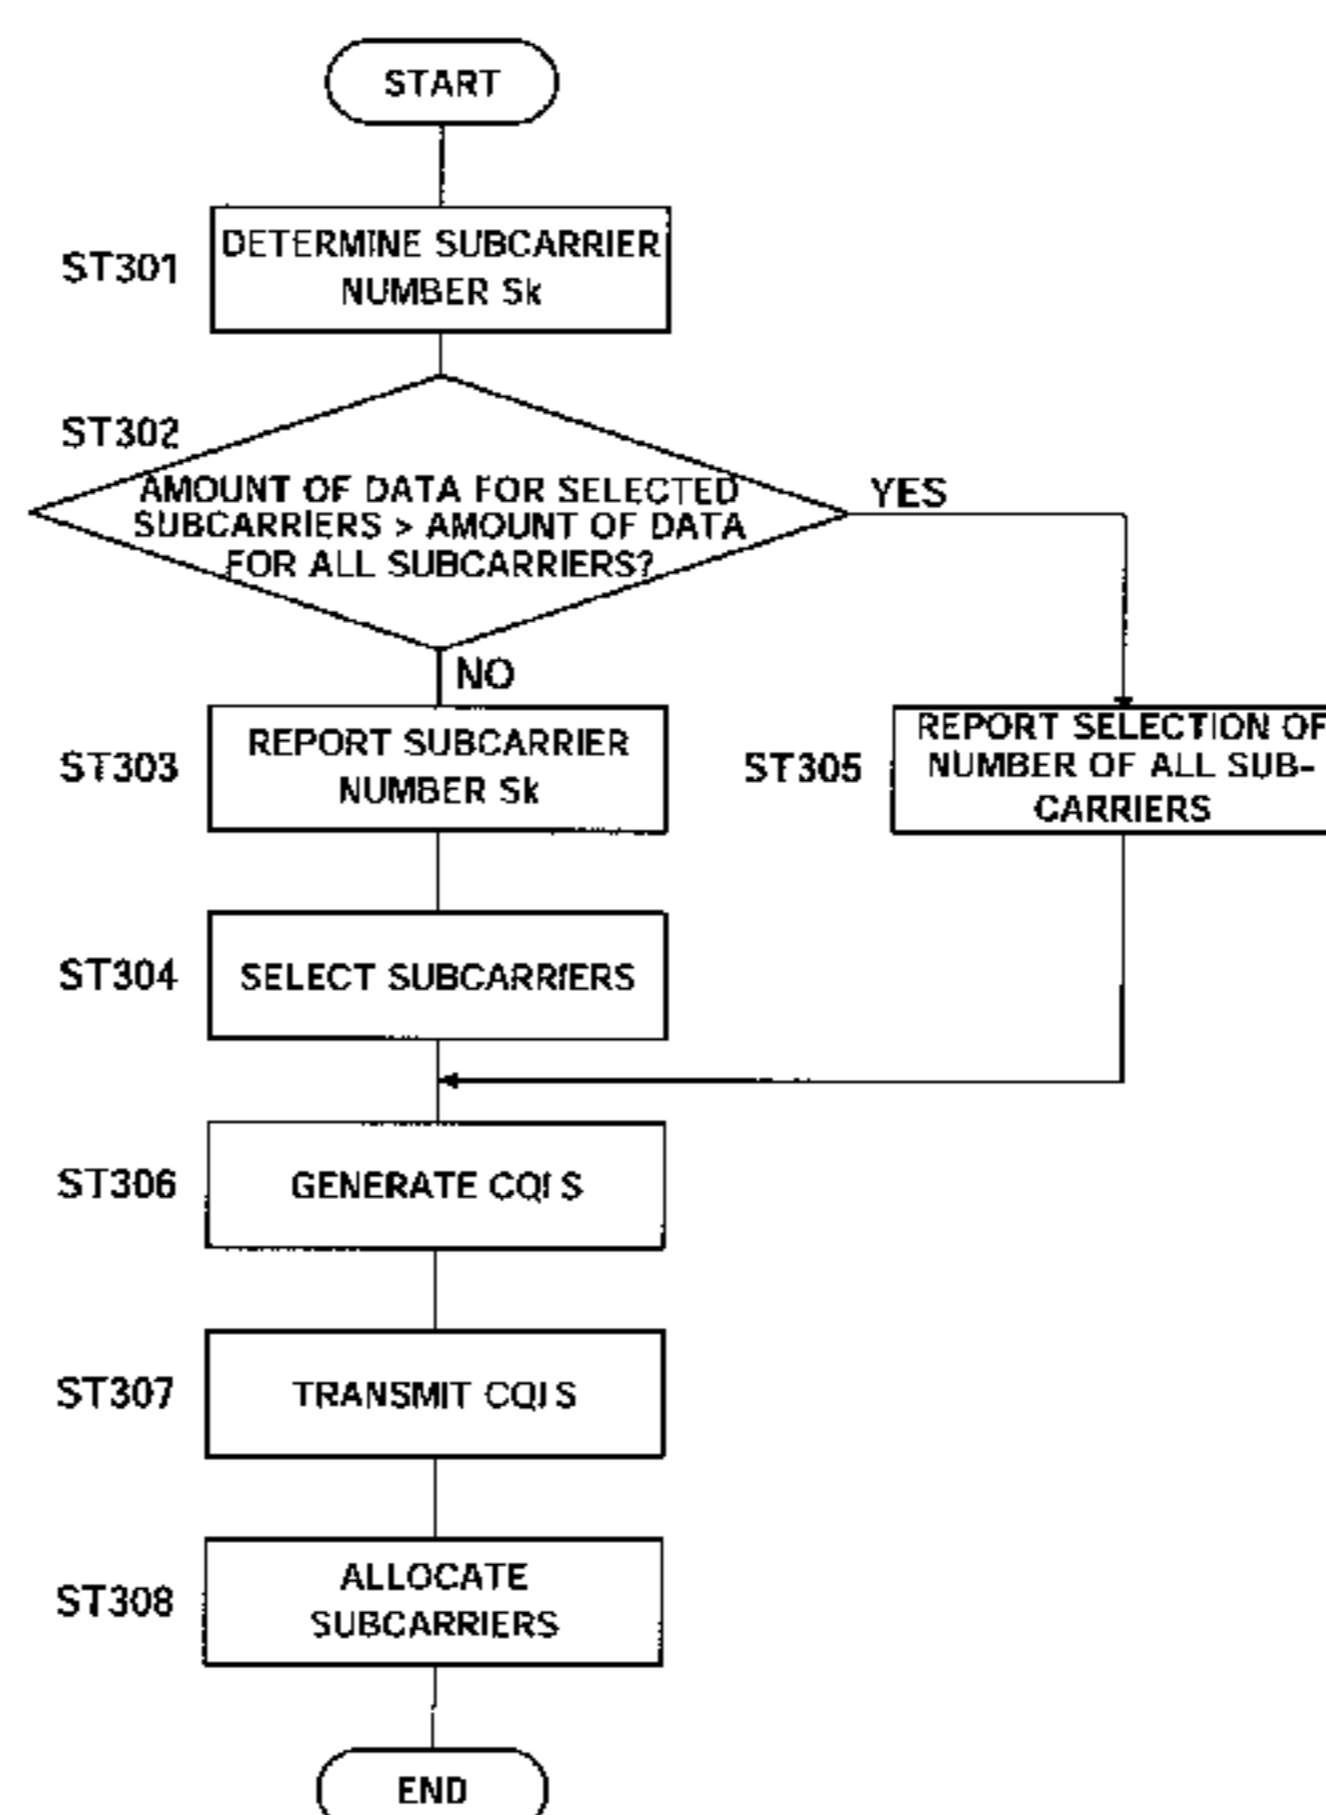 START
ST301
DETERMINE SUBCARRIER
NUMBER Sk
ST302
AMOUNT OF DATA FOR SELECTED
SUBCARRIERS > AMOUNT OF DATA
FOR ALL SUBCARRIERS?
YES
NO
ST303
REPORT SUBCARRIER
NUMBER Sk
ST305
REPORT SELECTION OF
NUMBER OF ALL SUB-
CARRIERS
ST304
SELECT SUBCARRIERS
ST306
GENERATE CQI S
ST307
TRANSMIT CQI S
ST308
ALLOCATE
SUBCARRIERS
END